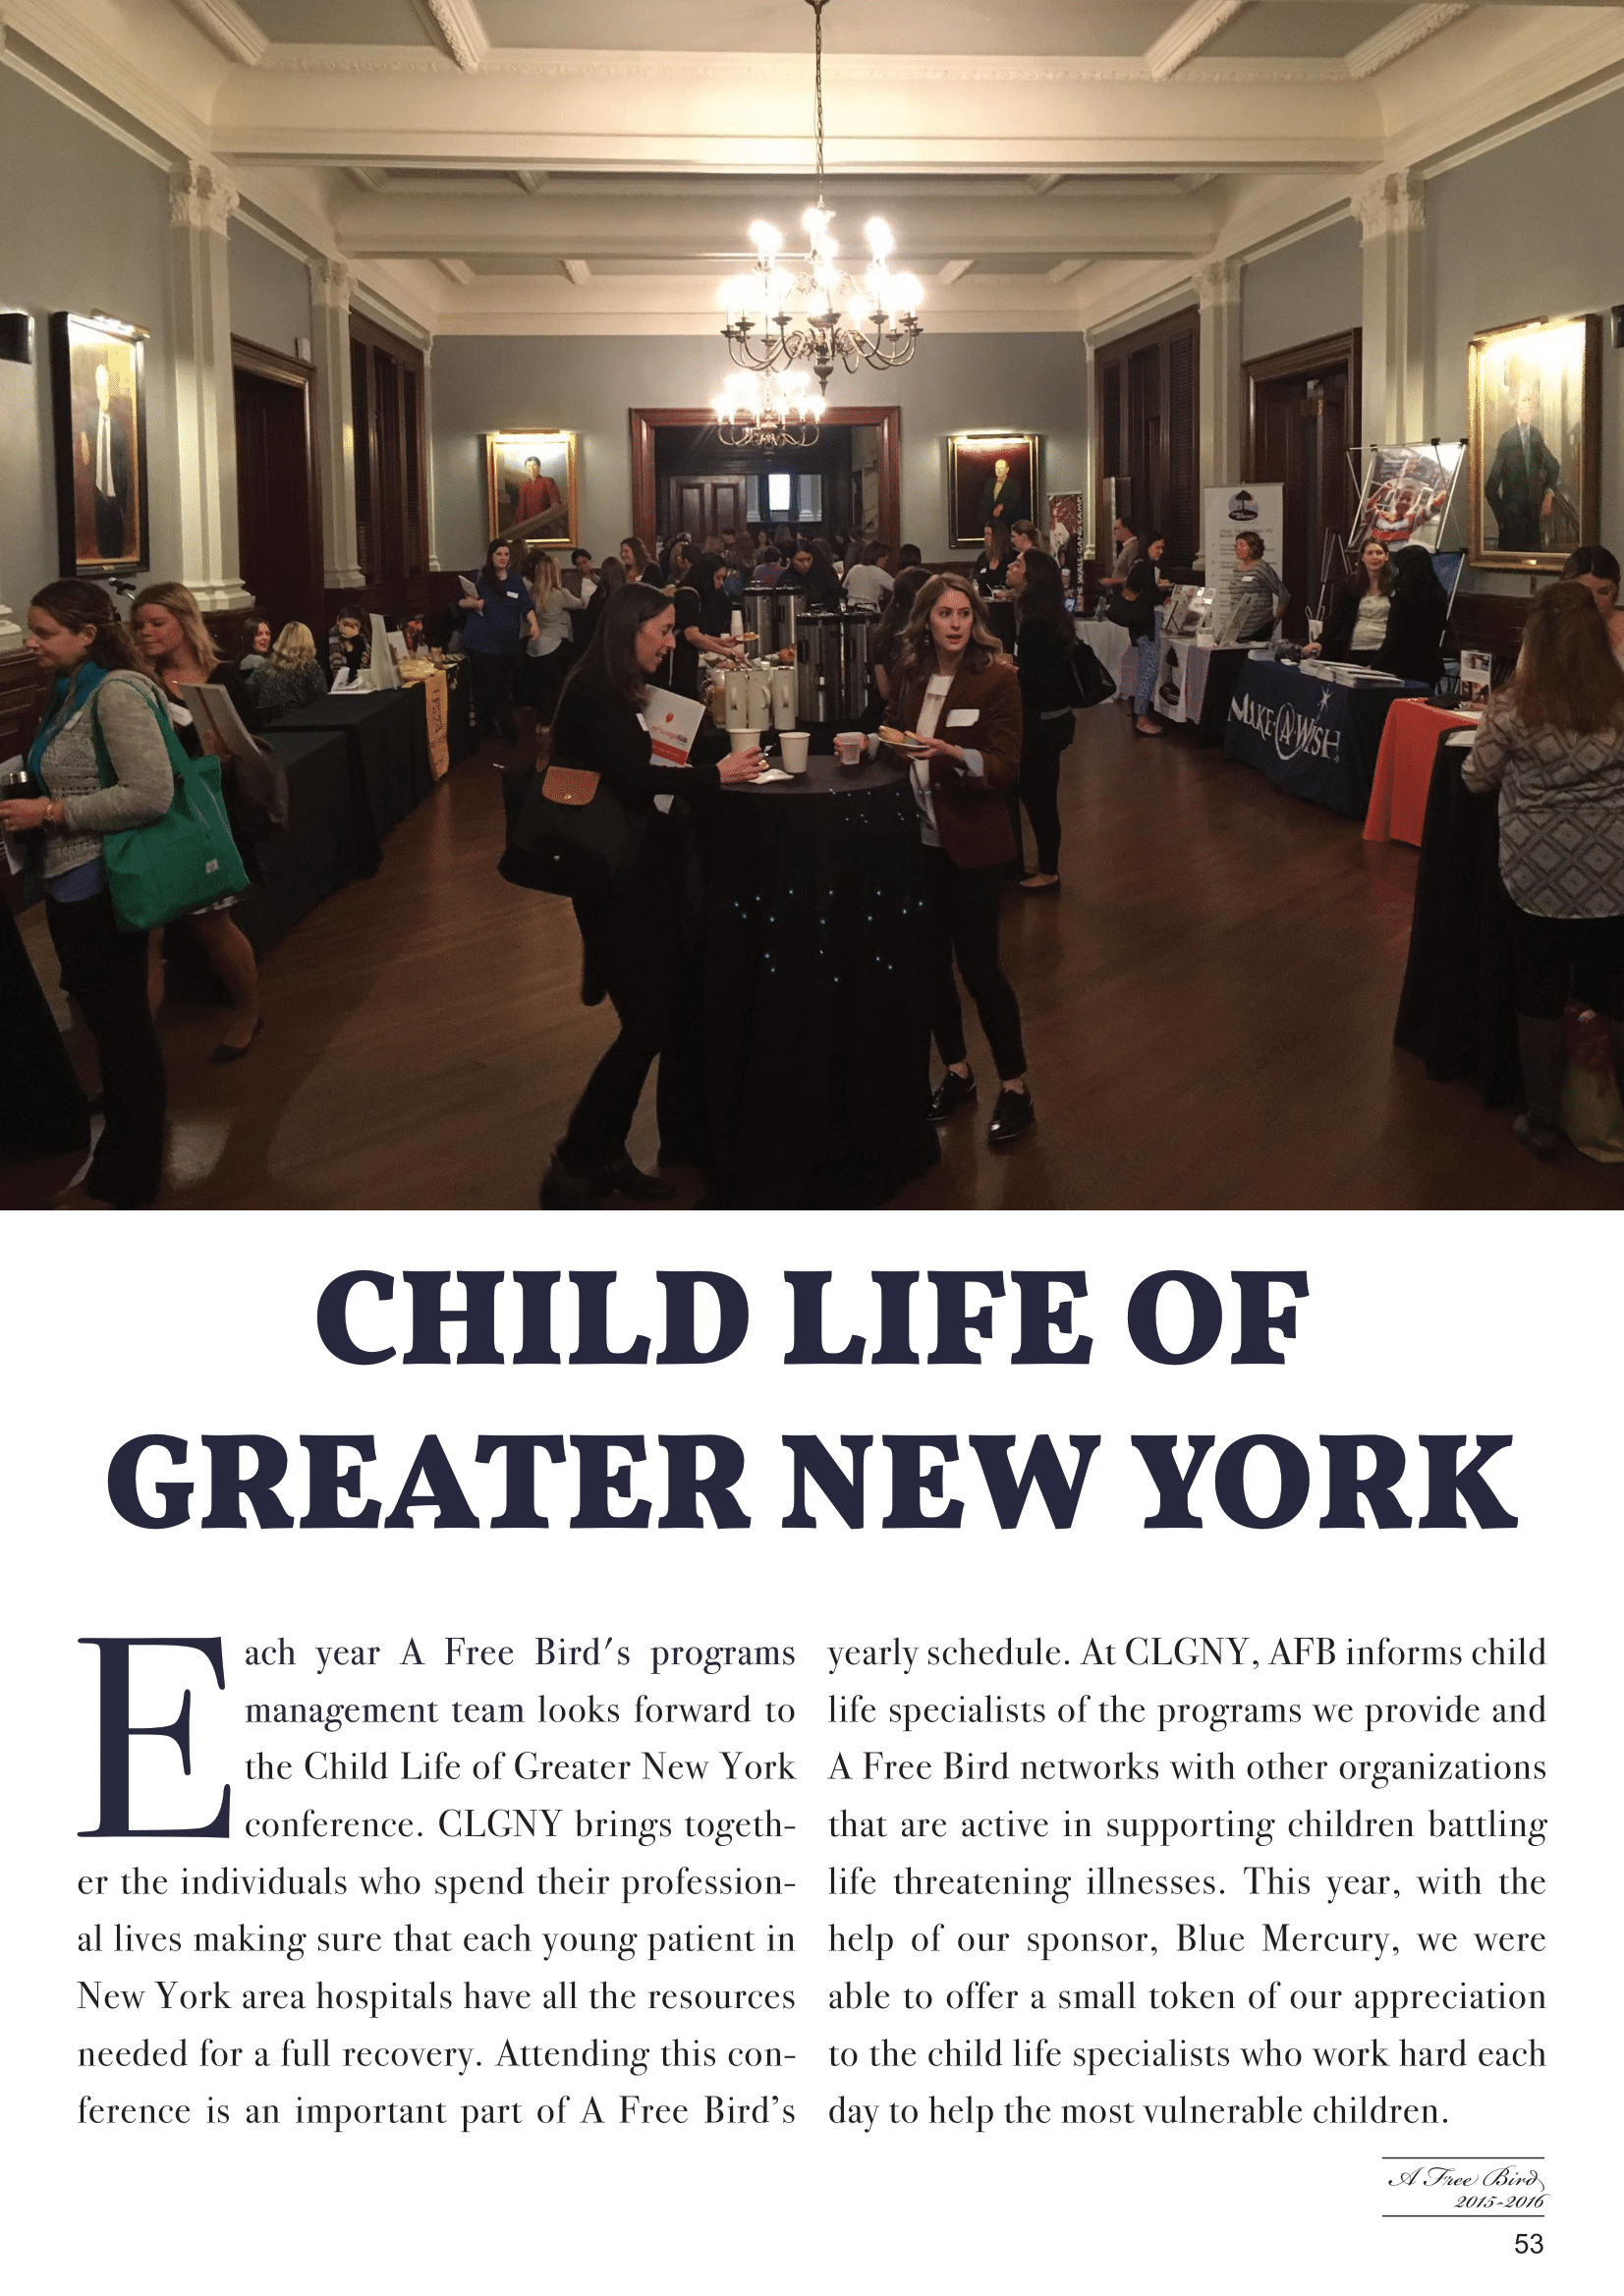 WALL GANG CAMP
MAKE-A-WISH
CHILD LIFE OF
GREATER NEW YORK
Each year A Free Bird's programs
management team looks forward to
the Child Life of Greater New York
conference. CLGNY brings togeth-
er the individuals who spend their profession-
al lives making sure that each young patient in
New York area hospitals have all the resources
needed for a full recovery. Attending this con-
ference is an important part of A Free Bird’s
yearly schedule. At CLGNY, AFB informs child
life specialists of the programs we provide and
A Free Bird networks with other organizations
that are active in supporting children battling
life threatening illnesses. This year, with the
help of our sponsor, Blue Mercury, we were
able to offer a small token of our appreciation
to the child life specialists who work hard each
day to help the most vulnerable children.
A Free Bird
2015-2016
53